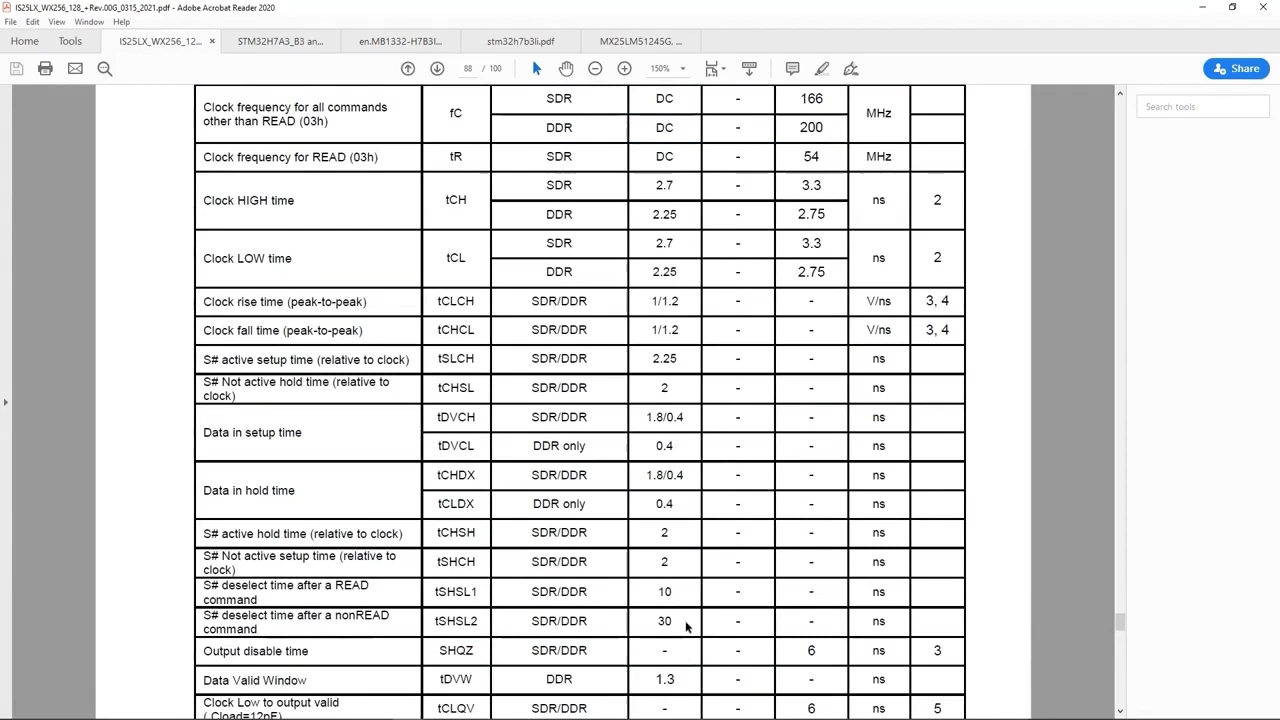 IS25LX_WX256_128_+Rev.00G_0315_2021.pdf - Adobe Acrobat Reader 2020
File Edit View Window Help
Home Tools IS25LX_WX256_12... × STM32H7A3_B3 an... en.MB1332-H7B3I... stm32h7b3li.pdf MX25LM51245G, ...
88 / 100 150% Share
Search tools
Clock frequency for all commands
other than READ (03h) fC SDR DC - 166 MHz
DDR DC - 200
Clock frequency for READ (03h) tR SDR DC - 54 MHz
Clock HIGH time tCH SDR 2.7 - 3.3 ns 2
DDR 2.25 - 2.75
Clock LOW time tCL SDR 2.7 - 3.3 ns 2
DDR 2.25 - 2.75
Clock rise time (peak-to-peak) tCLCH SDR/DDR 1/1.2 - - V/ns 3, 4
Clock fall time (peak-to-peak) tCHCL SDR/DDR 1/1.2 - - V/ns 3, 4
S# active setup time (relative to clock) tSLCH SDR/DDR 2.25 - - ns
S# Not active hold time (relative to
clock) tCHSL SDR/DDR 2 - - ns
Data in setup time tDVCH SDR/DDR 1.8/0.4 - - ns
tDVCL DDR only 0.4 - - ns
Data in hold time tCHDX SDR/DDR 1.8/0.4 - - ns
tCLDX DDR only 0.4 - - ns
S# active hold time (relative to clock) tCHSH SDR/DDR 2 - - ns
S# Not active setup time (relative to
clock) tSHCH SDR/DDR 2 - - ns
S# deselect time after a READ
command tSHSL1 SDR/DDR 10 - - ns
S# deselect time after a nonREAD
command tSHSL2 SDR/DDR 30 - - ns
Output disable time SHQZ SDR/DDR - - 6 ns 3
Data Valid Window tDVW DDR 1.3 - - ns
Clock Low to output valid
( Cload=12pF) tCLQV SDR/DDR - - 6 ns 5